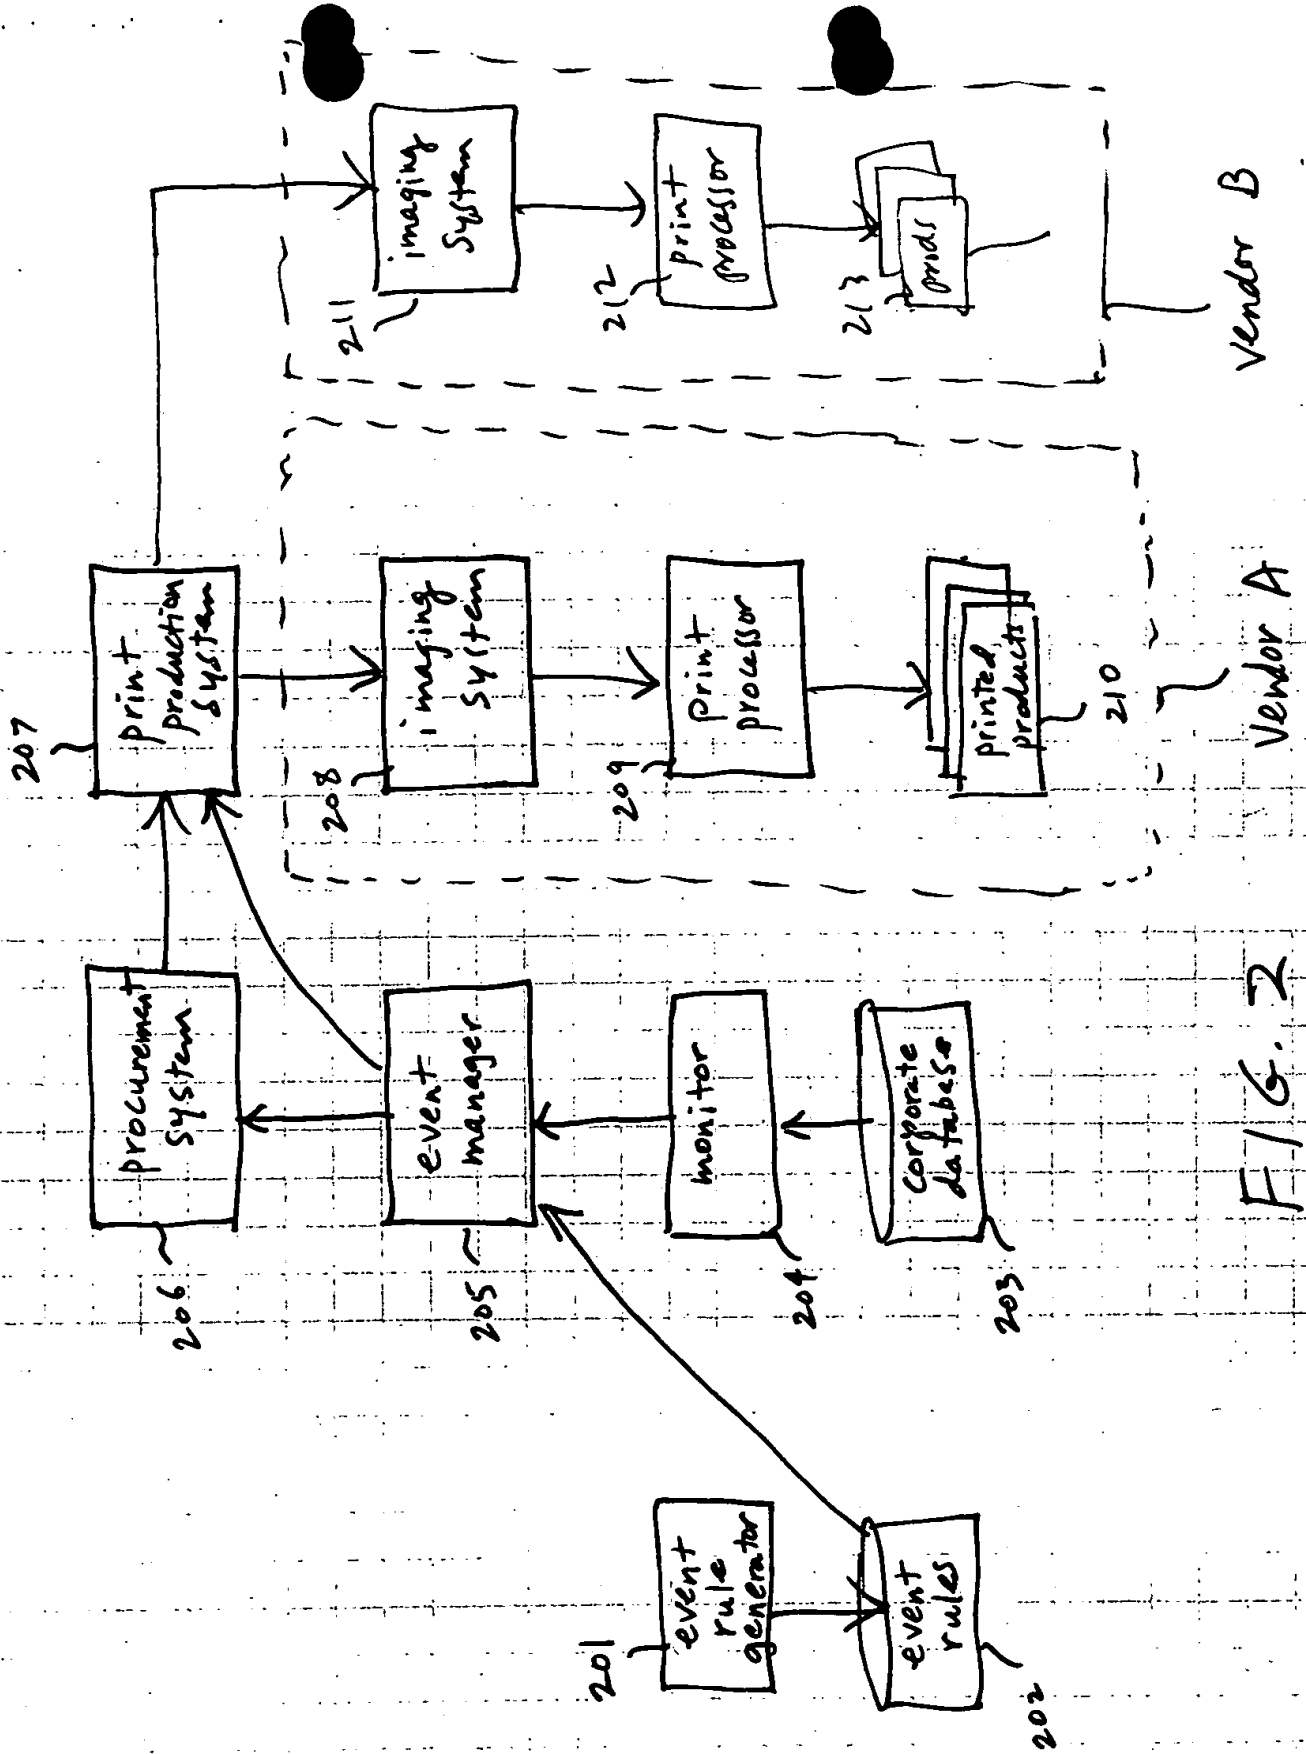 206
procurement
system
207
print
production
system
205
event
manager
208
imaging
system
211
imaging
system
201
event
rule
generator
204
monitor
209
print
processor
212
print
processor
202
event
rules
203
corporate
database
printed
products
210
213
prods
FIG. 2
Vendor A
Vendor B